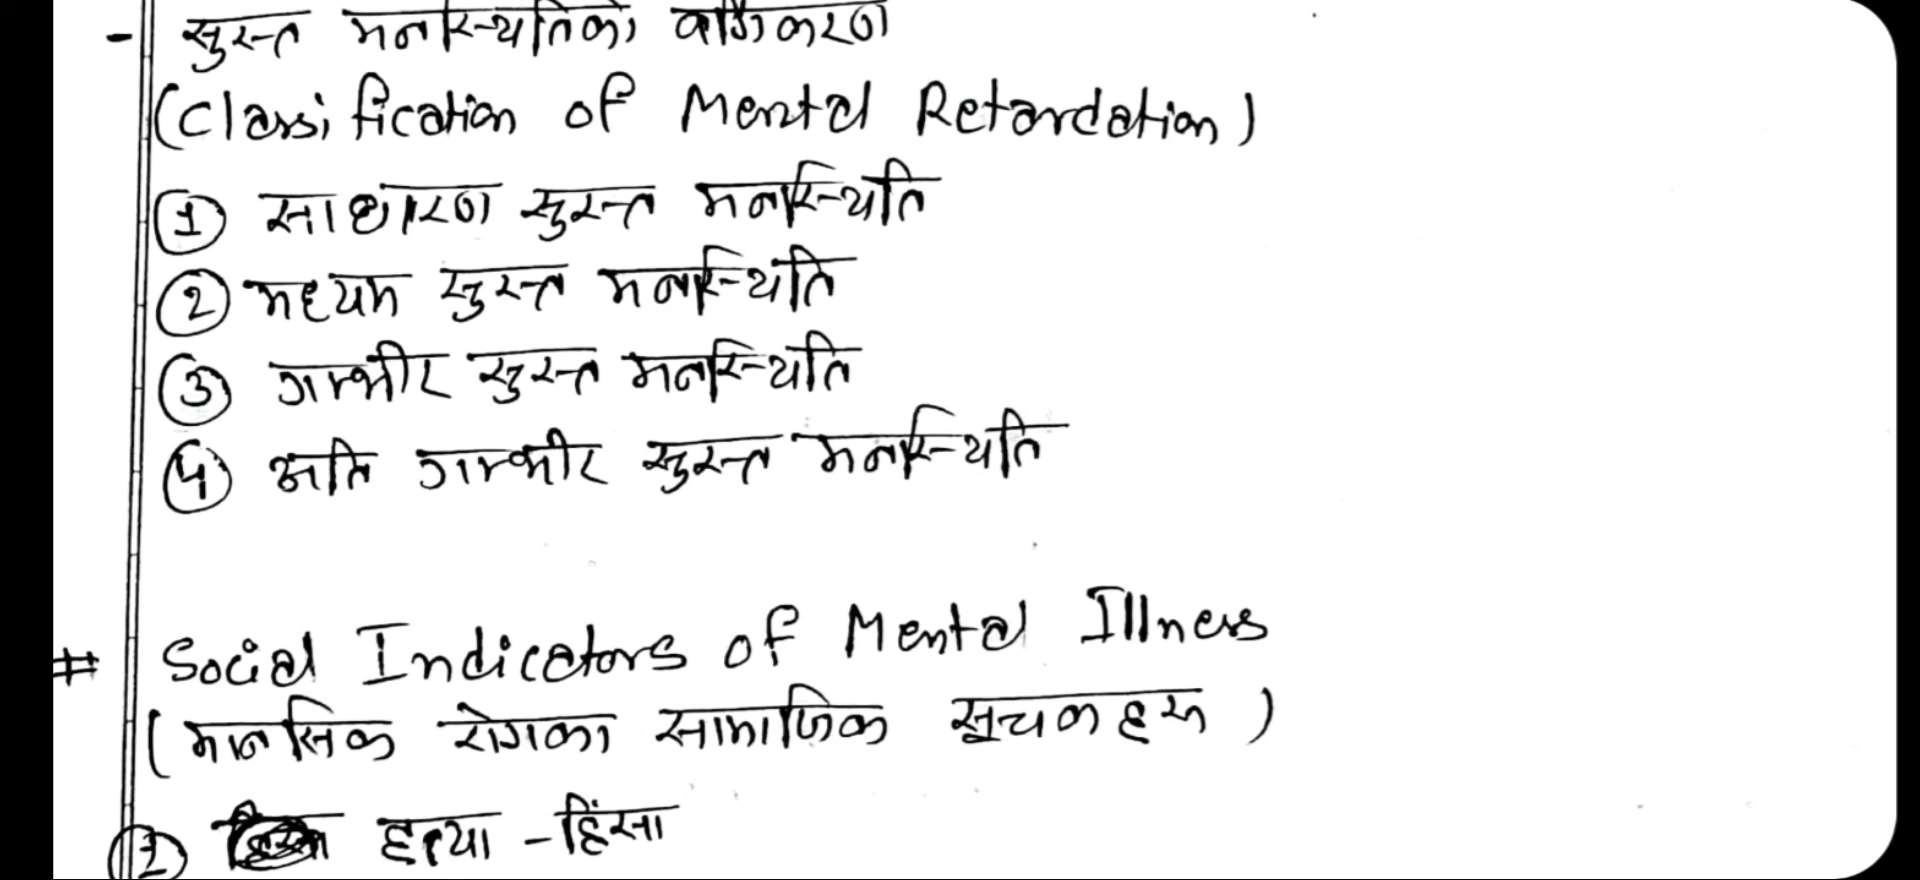 - सुस्त मनस्थितिको वर्गिकरण
(Classification of Mental Retardation)
① साधारण सुस्त मनस्थिति
② मध्यम सुस्त मनस्थिति
③ गम्भीर सुस्त मनस्थिति
④ अति गम्भीर सुस्त मनस्थिति
# Social Indicators of Mental Illness
(मानसिक रोगका सामाजिक सूचकहरू)
① हत्या - हिंसा